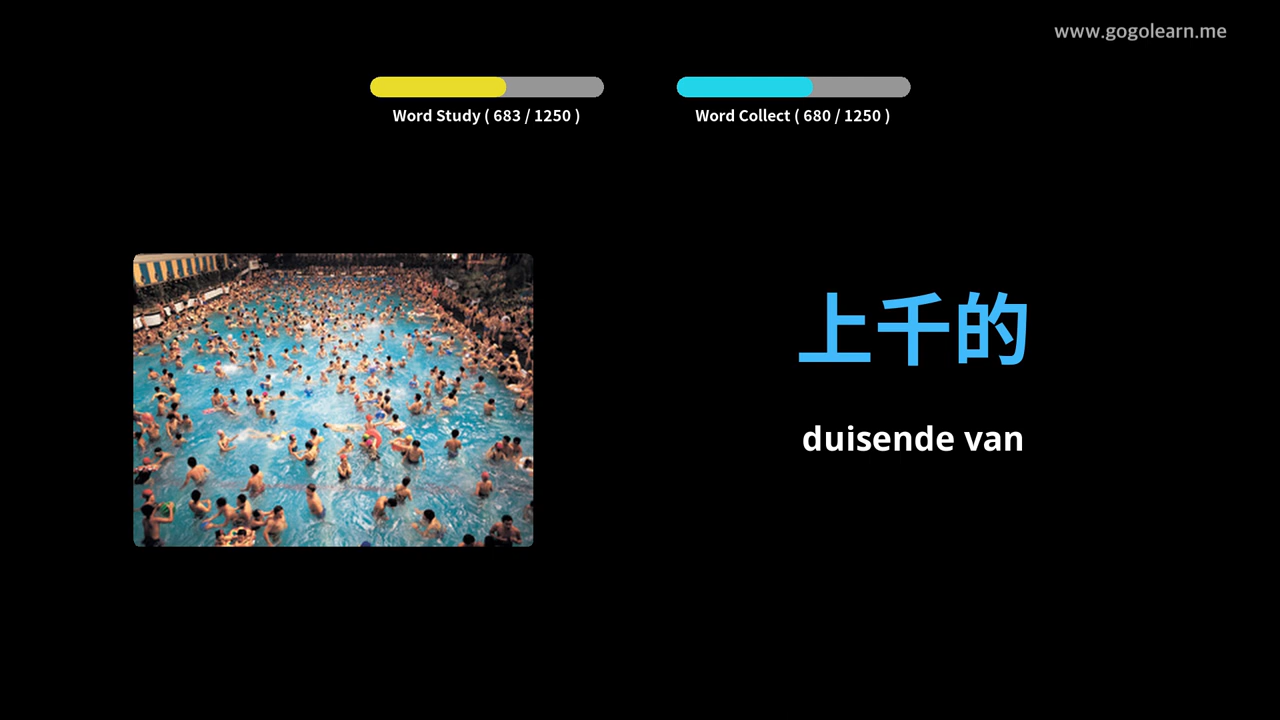 www.gogolearn.me
Word Study ( 683 / 1250 )
Word Collect ( 680 / 1250 )
上千的
duisende van